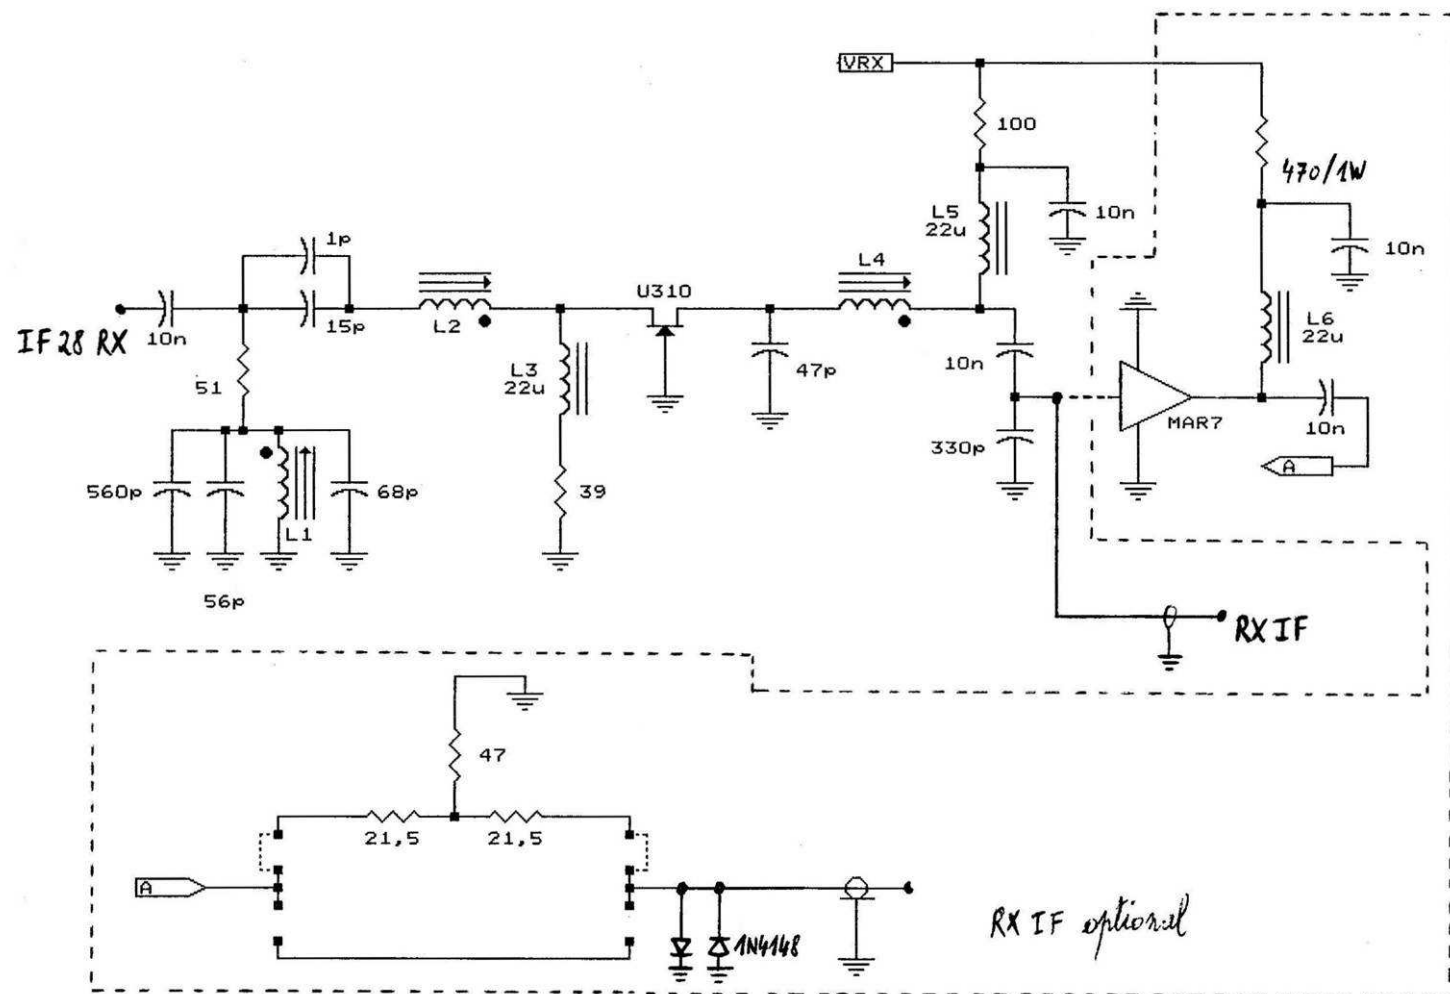 VRX
100
470/1W
L5
22u
10n
10n
1p
L4
U310
IF 28 RX
10n
15p
L2
L6
22u
51
L3
22u
47p
10n
MAR7
10n
330p
A
560p
68p
39
L1
56p
RX IF
47
21,5
21,5
A
1N4148
RX IF optional